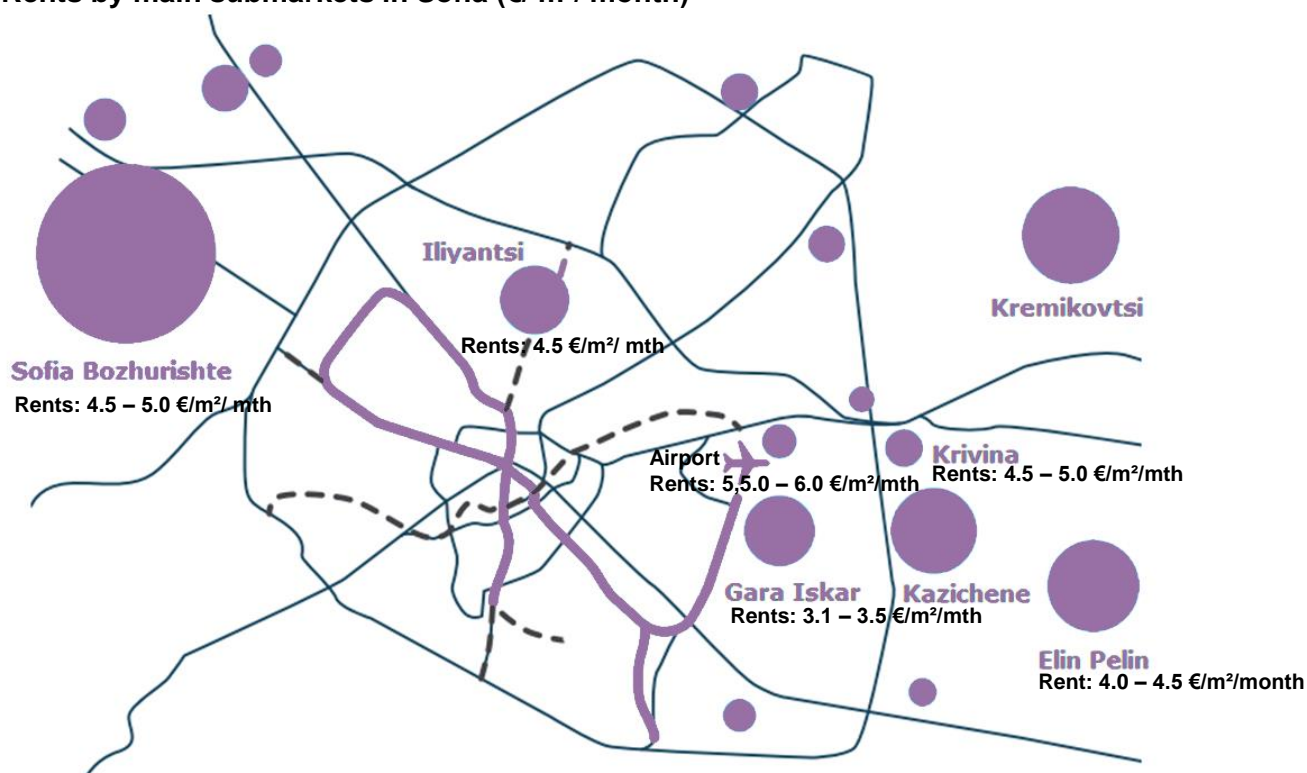 Rents by main submarkets in Sofia (€/ m²/ month)
Iliyantsi
Rents: 4.5 €/m²/ mth
Kremikovtsi
Sofia Bozhurishte
Rents: 4.5 – 5.0 €/m²/ mth
Airport
Rents: 5,5.0 – 6.0 €/m²/mth
Krivina
Rents: 4.5 – 5.0 €/m²/mth
Gara Iskar
Kazichene
Rents: 3.1 – 3.5 €/m²/mth
Elin Pelin
Rent: 4.0 – 4.5 €/m²/month